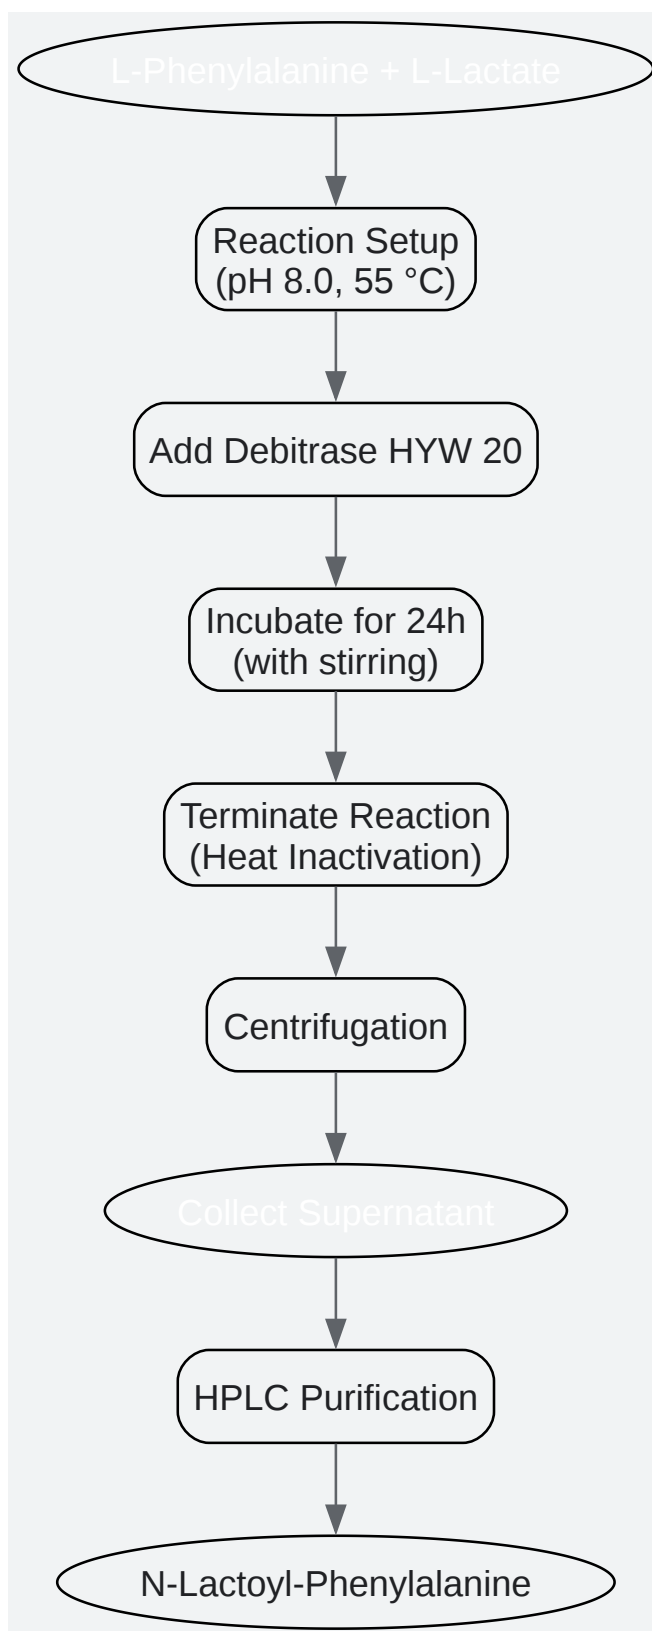 L-Phenylalanine + L-Lactate
Reaction Setup
(pH 8.0, 55 °C)
Add Debitrase HYW 20
Incubate for 24h
(with stirring)
Terminate Reaction
(Heat Inactivation)
Centrifugation
Collect Supernatant
HPLC Purification
N-Lactoyl-Phenylalanine